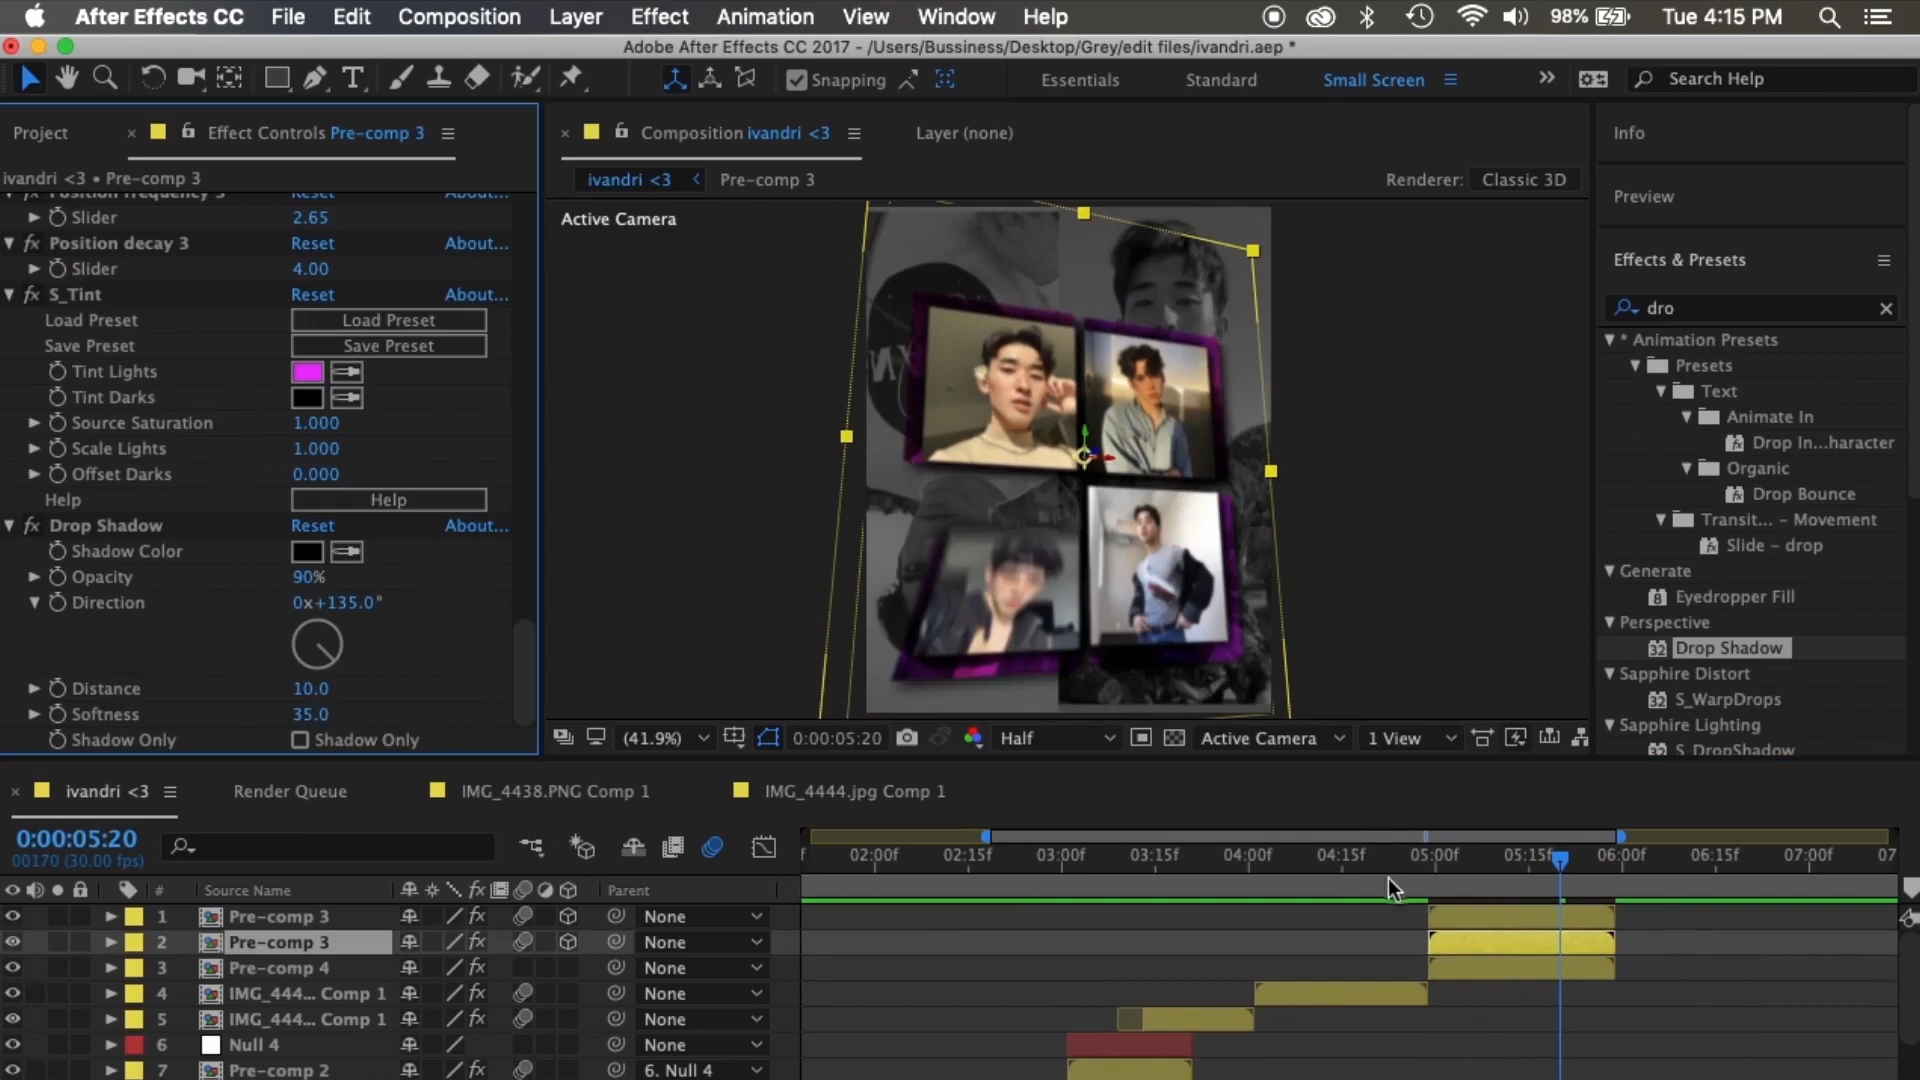 After Effects CC File Edit Composition Layer Effect Animation View Window Help 98% Tue 4:15 PM
Adobe After Effects CC 2017 - /Users/Bussiness/Desktop/Grey/edit files/ivandri.aep *
Snapping Essentials Standard Small Screen Search Help
Project Effect Controls Pre-comp 3 Composition ivandri <3 Layer (none) Info
ivandri <3 • Pre-comp 3 ivandri <3 Pre-comp 3 Renderer: Classic 3D
Preview
Position frequency 3 Reset About...
Active Camera
Slider 2.65
Position decay 3 Reset About...
Slider 4.00
Effects & Presets
S_Tint Reset About...
dro
Load Preset Load Preset
Save Preset Save Preset
Tint Lights
Tint Darks
Source Saturation 1.000
Scale Lights 1.000
Offset Darks 0.000
Help Help
Drop Shadow Reset About...
Shadow Color
Opacity 90%
Direction 0x+135.0°
Distance 10.0
Softness 35.0
Shadow Only Shadow Only
* Animation Presets
Presets
Text
Animate In
Drop In...haracter
Organic
Drop Bounce
Transit... – Movement
Slide – drop
Generate
Eyedropper Fill
Perspective
Drop Shadow
Sapphire Distort
S_WarpDrops
Sapphire Lighting
S_DropShadow
(41.9%) 0:00:05:20 Half Active Camera 1 View
ivandri <3 Render Queue IMG_4438.PNG Comp 1 IMG_4444.jpg Comp 1
0:00:05:20
00170 (30.00 fps)
f 02:00f 02:15f 03:00f 03:15f 04:00f 04:15f 05:00f 05:15f 06:00f 06:15f 07:00f 07
# Source Name Parent
1 Pre-comp 3 None
2 Pre-comp 3 None
3 Pre-comp 4 None
4 IMG_444... Comp 1 None
5 IMG_444... Comp 1 None
6 Null 4 None
7 Pre-comp 2 6. Null 4